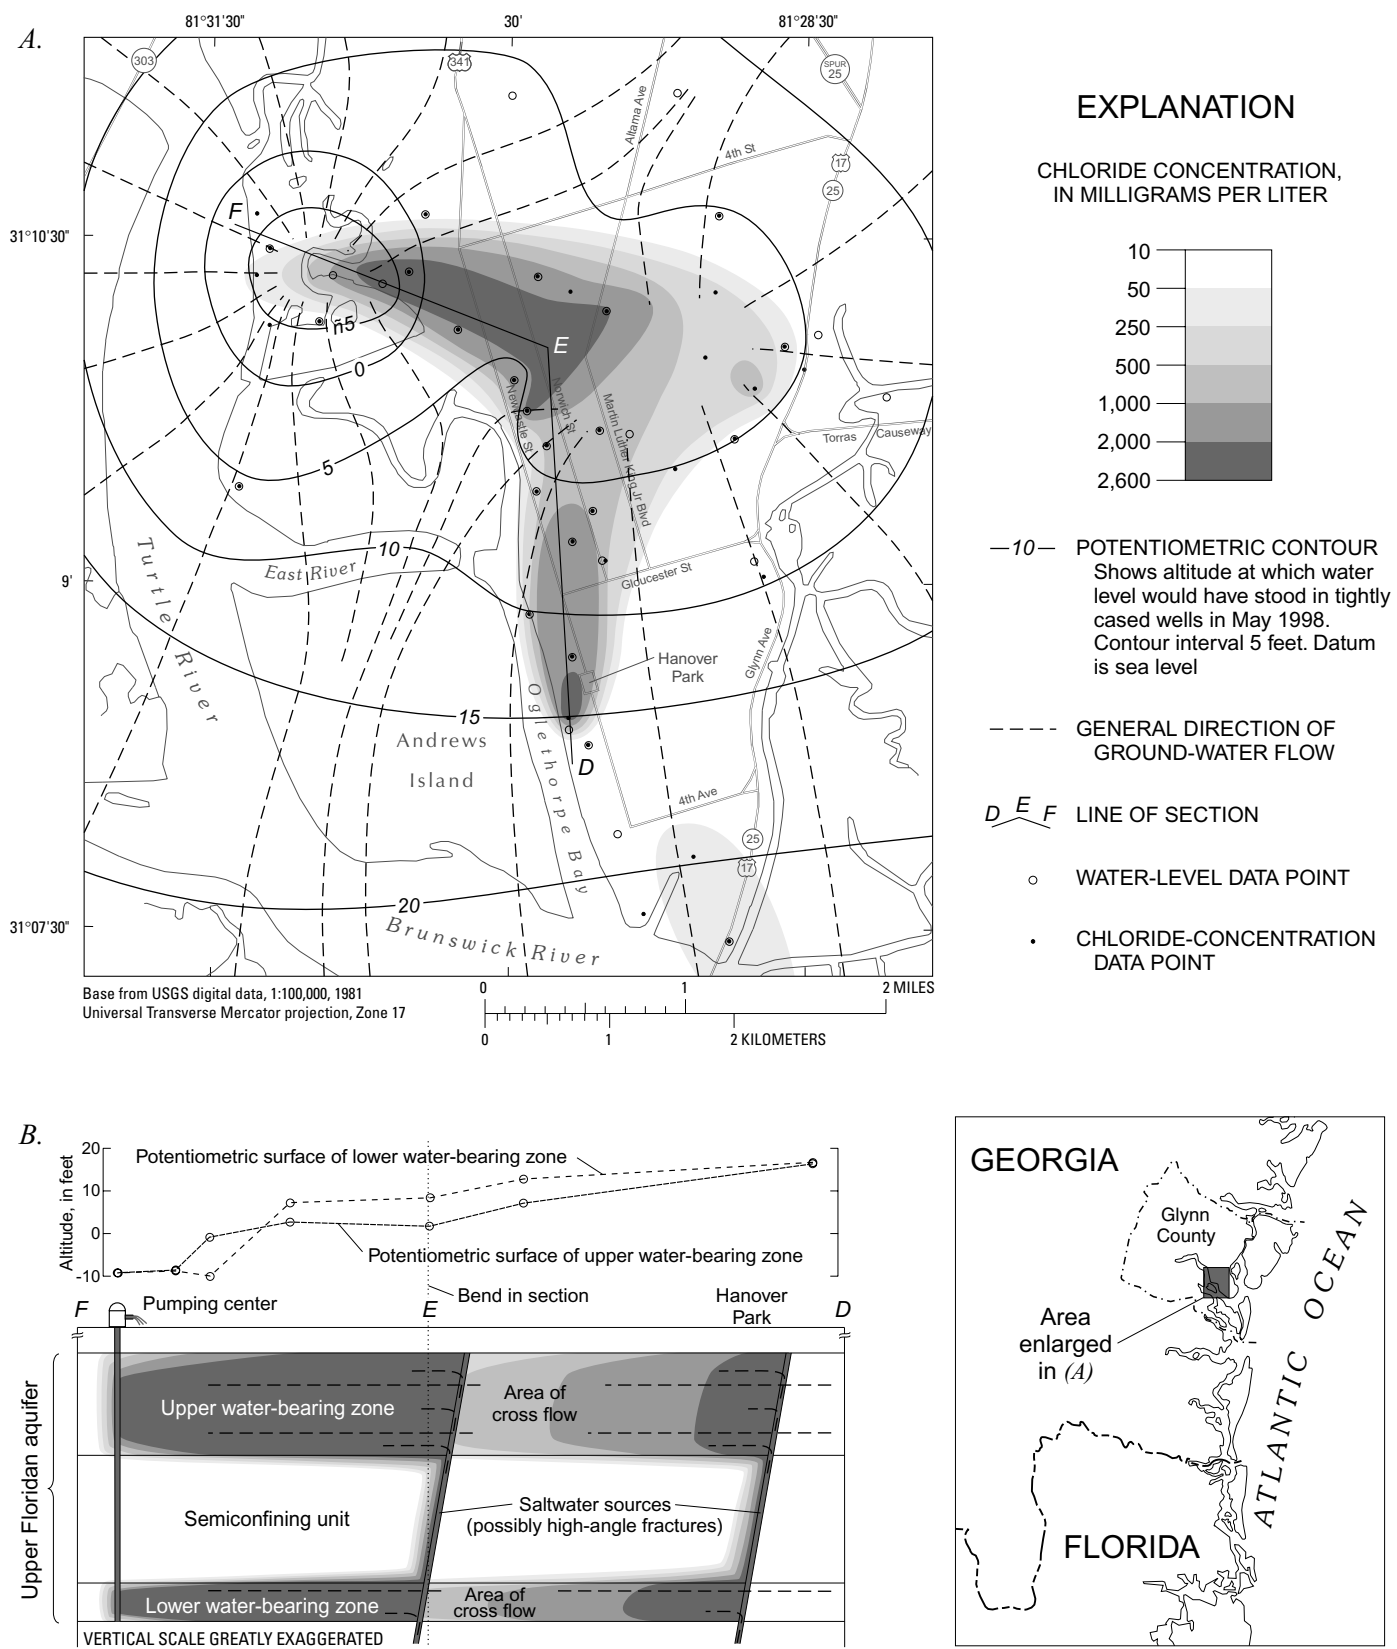 A.
81°31'30"
30'
81°28'30"
303
341
SPUR
25
Altama Ave
4th St
17
25
F
31°10'30"
ñ5
0
E
5
Newcastle St
Norwich St
Martin Luther King Jr Blvd
Torras Causeway
10
East River
Gloucester St
9'
Turtle River
Hanover
Park
Glynn Ave
15
Andrews
Island
Oglethorpe Bay
D
4th Ave
25
17
20
31°07'30"
Brunswick River
Base from USGS digital data, 1:100,000, 1981
Universal Transverse Mercator projection, Zone 17
0 1 2 MILES
0 1 2 KILOMETERS
EXPLANATION
CHLORIDE CONCENTRATION,
IN MILLIGRAMS PER LITER
10
50
250
500
1,000
2,000
2,600
—10— POTENTIOMETRIC CONTOUR
Shows altitude at which water
level would have stood in tightly
cased wells in May 1998.
Contour interval 5 feet. Datum
is sea level
GENERAL DIRECTION OF
GROUND-WATER FLOW
D E F LINE OF SECTION
WATER-LEVEL DATA POINT
CHLORIDE-CONCENTRATION
DATA POINT
B.
Altitude, in feet
20
10
0
-10
Potentiometric surface of lower water-bearing zone
Potentiometric surface of upper water-bearing zone
F
Pumping center
E
Bend in section
Hanover
Park
D
Upper Floridan aquifer
Upper water-bearing zone
Area of
cross flow
Semiconfining unit
Saltwater sources
(possibly high-angle fractures)
Lower water-bearing zone
Area of
cross flow
VERTICAL SCALE GREATLY EXAGGERATED
GEORGIA
Glynn
County
Area
enlarged
in (A)
ATLANTIC OCEAN
FLORIDA